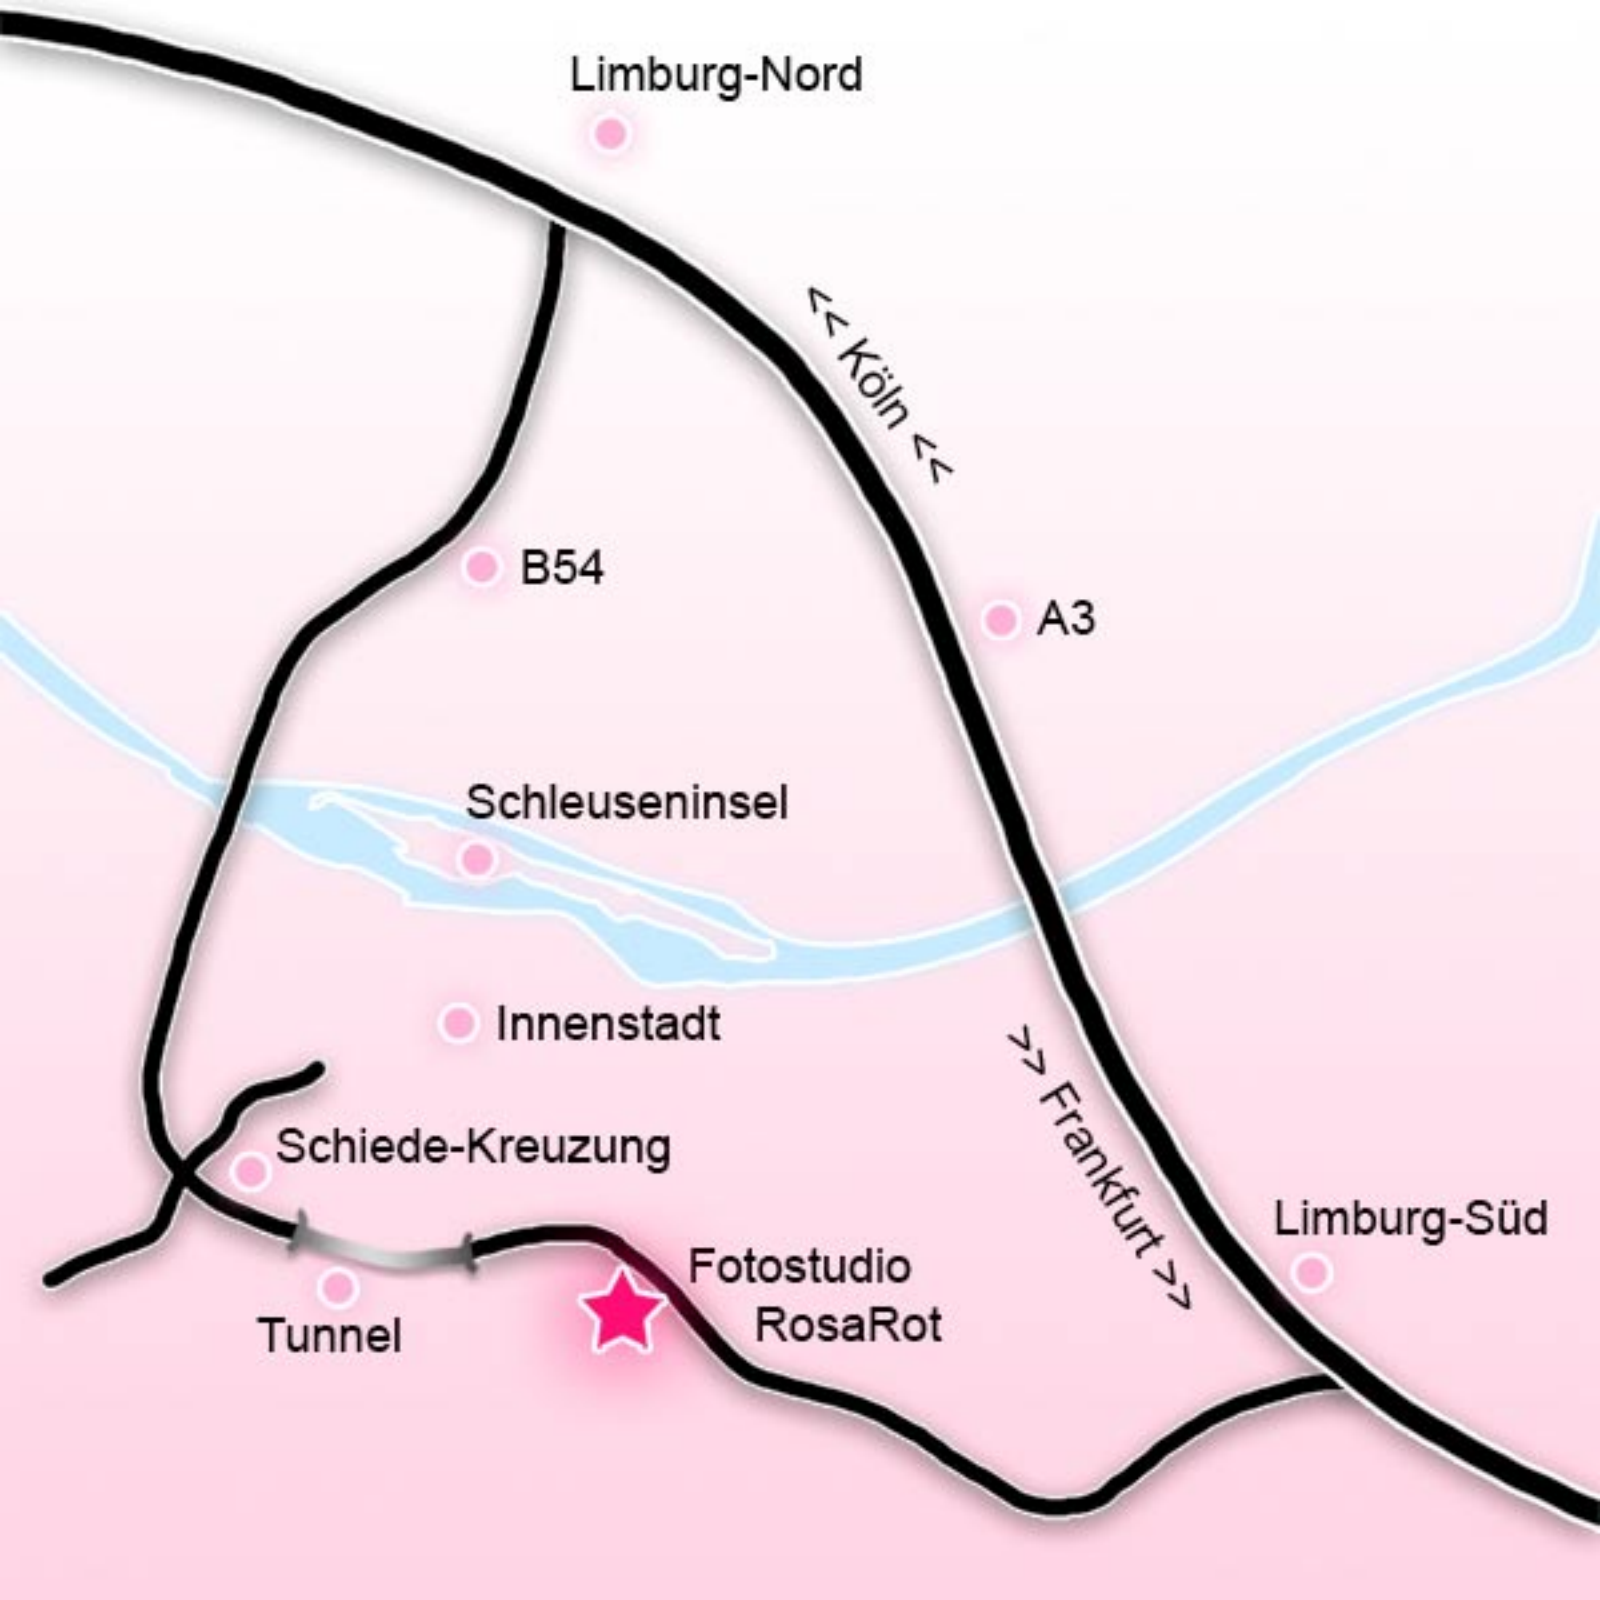 Limburg-Nord
<< Köln <<
B54
A3
Schleuseninsel
Innenstadt
>> Frankfurt >>
Schiede-Kreuzung
Limburg-Süd
Fotostudio
RosaRot
Tunnel